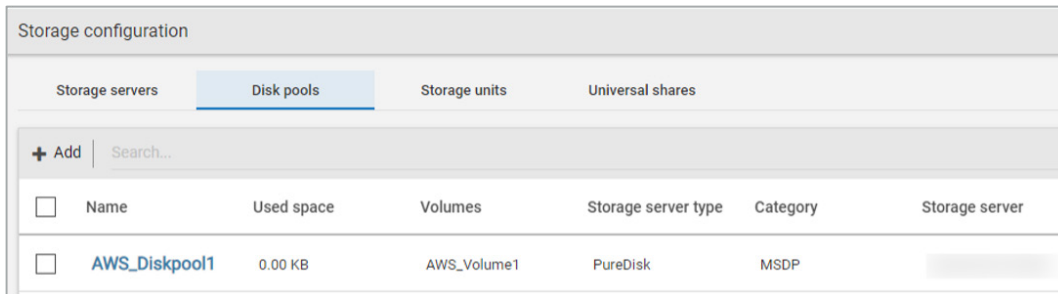 Storage configuration
Storage servers Disk pools Storage units Universal shares
+ Add Search...
Name Used space Volumes Storage server type Category Storage server
AWS_Diskpool1 0.00 KB AWS_Volume1 PureDisk MSDP